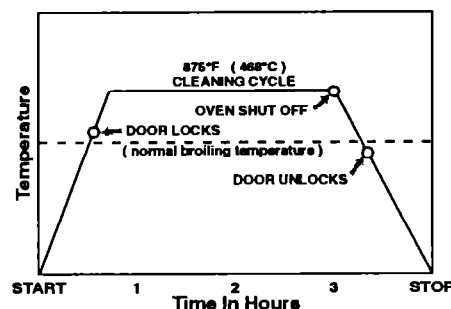 875°F (468°C)
CLEANING CYCLE
OVEN SHUT OFF
DOOR LOCKS
(normal broiling temperature)
DOOR UNLOCKS
Temperature
START 1 2 3 STOP
Time In Hours